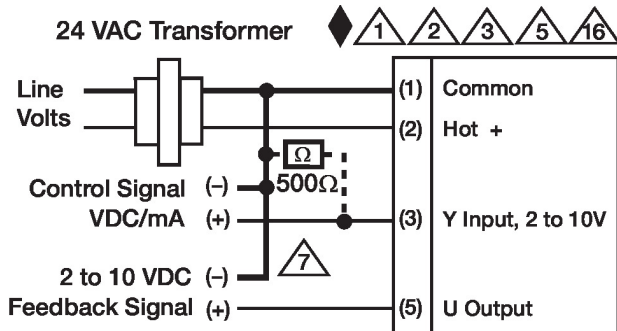 24 VAC Transformer
1 2 3 5 16
Line
Volts
(1) Common
(2) Hot +
Ω
500Ω
Control Signal (–)
VDC/mA (+)
(3) Y Input, 2 to 10V
7
2 to 10 VDC (–)
Feedback Signal (+)
(5) U Output